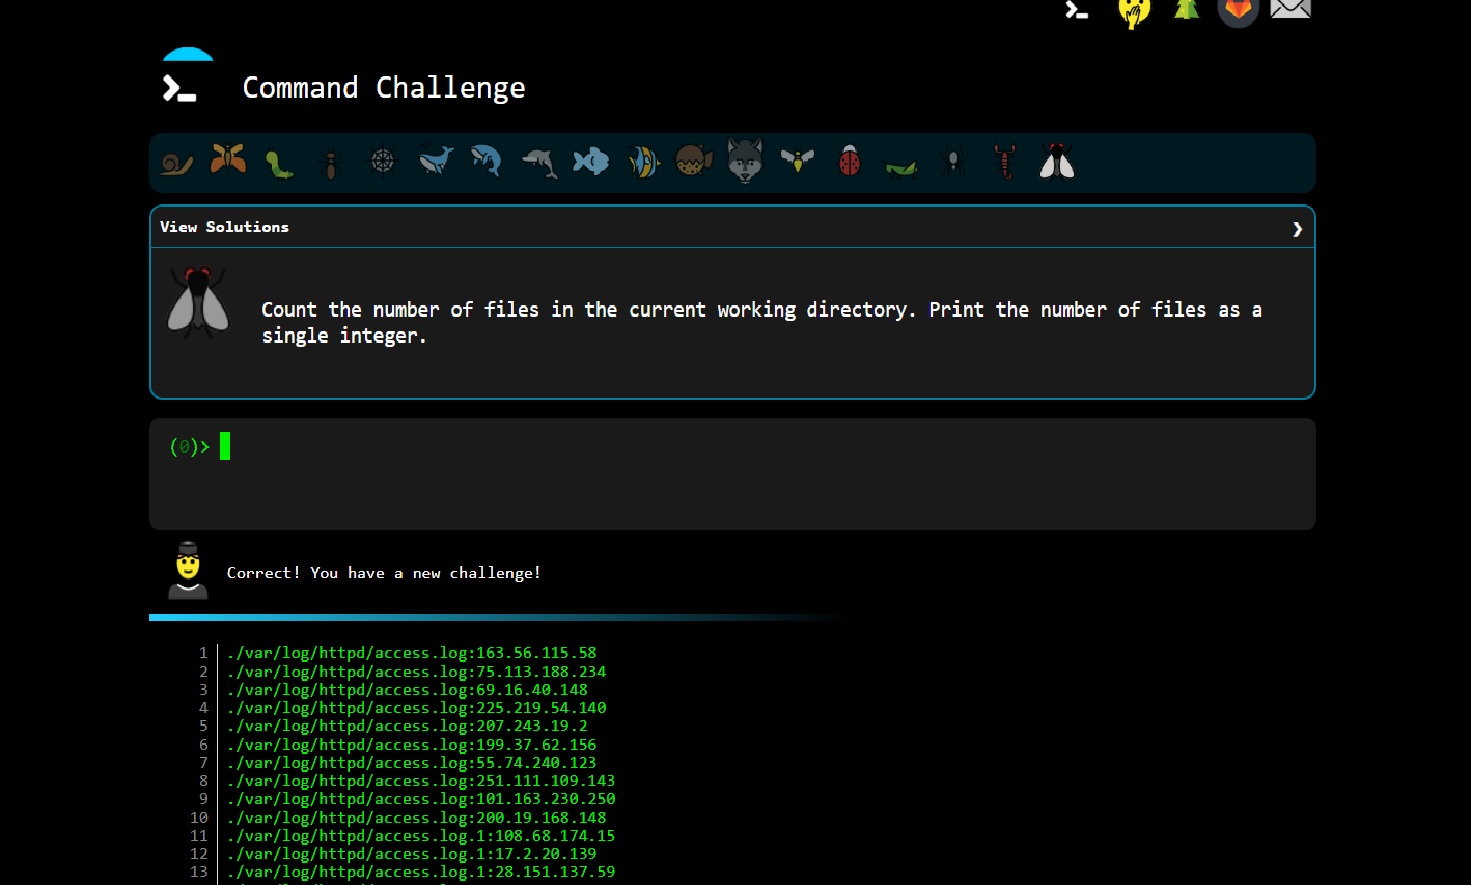 Command Challenge
View Solutions
Count the number of files in the current working directory. Print the number of files as a
single integer.
(0)>
Correct! You have a new challenge!
1 ./var/log/httpd/access.log:163.56.115.58
2 ./var/log/httpd/access.log:75.113.188.234
3 ./var/log/httpd/access.log:69.16.40.148
4 ./var/log/httpd/access.log:225.219.54.140
5 ./var/log/httpd/access.log:207.243.19.2
6 ./var/log/httpd/access.log:199.37.62.156
7 ./var/log/httpd/access.log:55.74.240.123
8 ./var/log/httpd/access.log:251.111.109.143
9 ./var/log/httpd/access.log:101.163.230.250
10 ./var/log/httpd/access.log:200.19.168.148
11 ./var/log/httpd/access.log.1:108.68.174.15
12 ./var/log/httpd/access.log.1:17.2.20.139
13 ./var/log/httpd/access.log.1:28.151.137.59